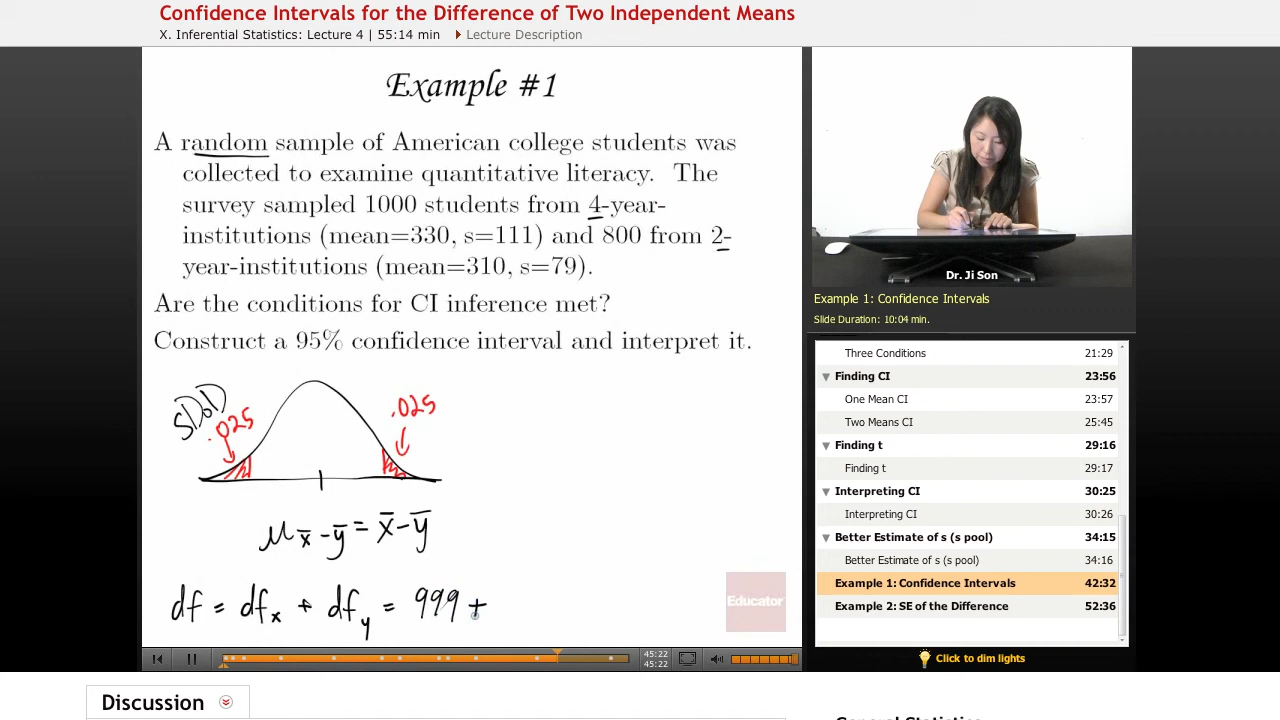 Confidence Intervals for the Difference of Two Independent Means
X. Inferential Statistics: Lecture 4 | 55:14 min Lecture Description
Example #1
A random sample of American college students was
collected to examine quantitative literacy. The
survey sampled 1000 students from 4-year-
institutions (mean=330, s=111) and 800 from 2-
year-institutions (mean=310, s=79).
Are the conditions for CI inference met?
Construct a 95% confidence interval and interpret it.
SDoD
.025
.025
μx̄-ȳ = x̄-ȳ
df = dfx + dfy = 999 +
Educator
Dr. Ji Son
Example 1: Confidence Intervals
Slide Duration: 10:04 min.
Three Conditions 21:29
Finding CI 23:56
One Mean CI 23:57
Two Means CI 25:45
Finding t 29:16
Finding t 29:17
Interpreting CI 30:25
Interpreting CI 30:26
Better Estimate of s (s pool) 34:15
Better Estimate of s (s pool) 34:16
Example 1: Confidence Intervals 42:32
Example 2: SE of the Difference 52:36
45:22
45:22
Click to dim lights
Discussion
General Statistics